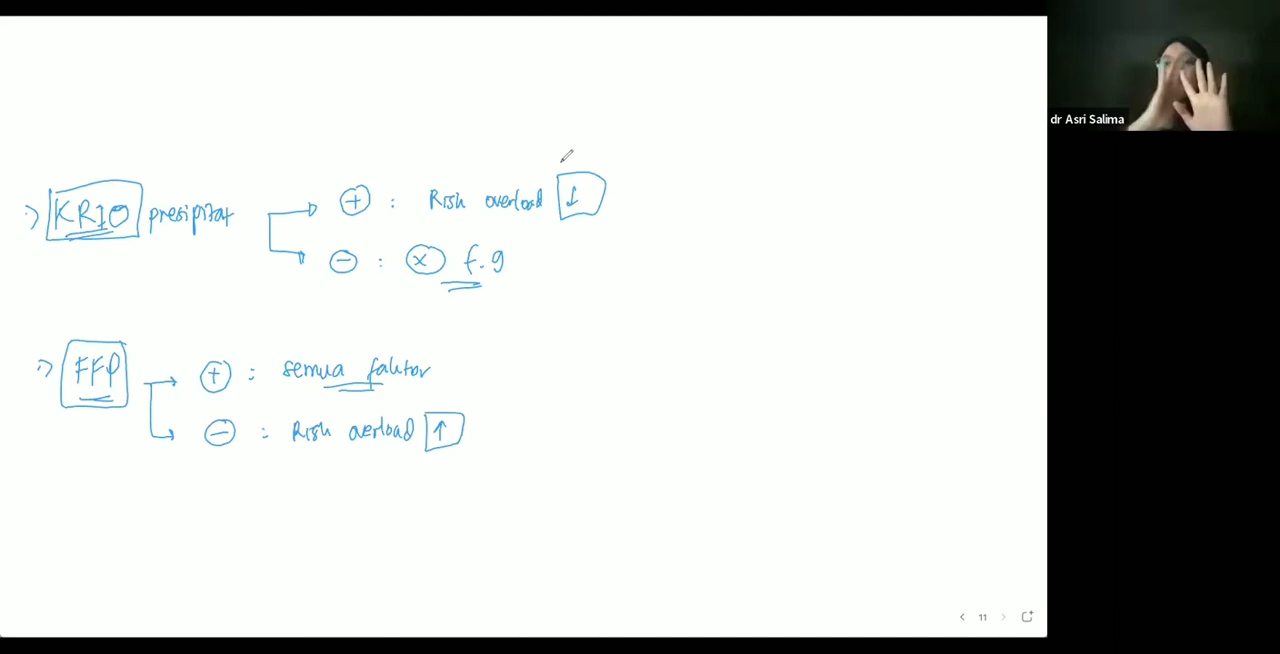 dr Asri Salima
:) KRIO presipitat
+ : Risk overload ↓
- : x f.9
:) FFP
+ : semua faktor
- : Risk overload ↑
< 11 >